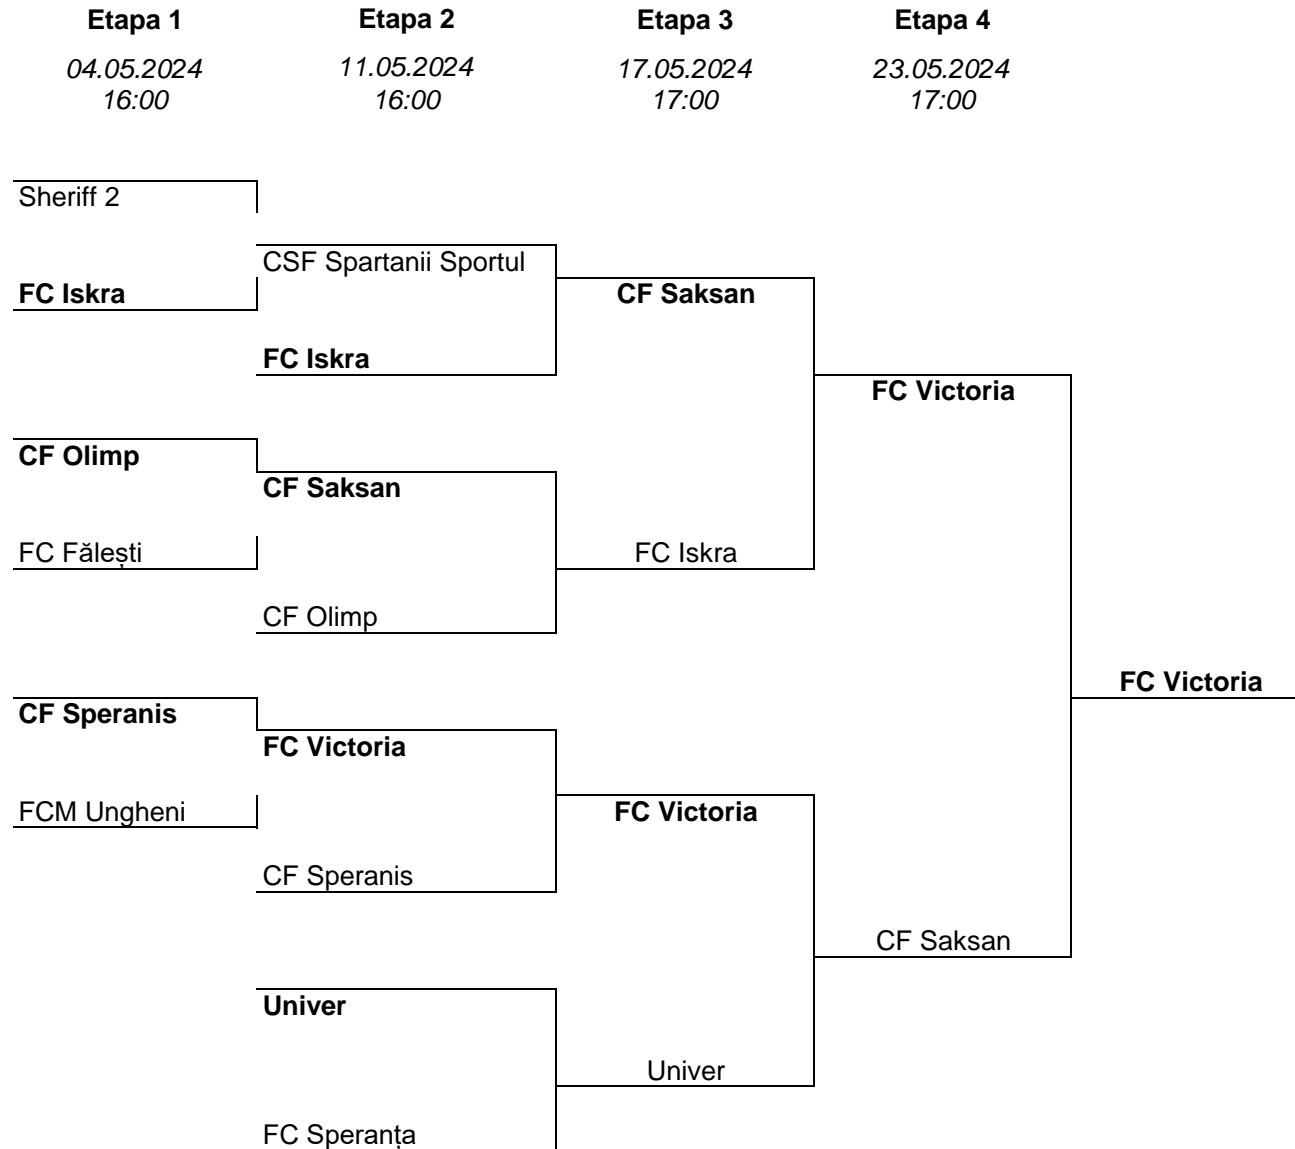 Etapa 1
Etapa 2
Etapa 3
Etapa 4
04.05.2024
16:00
11.05.2024
16:00
17.05.2024
17:00
23.05.2024
17:00
Sheriff 2
CSF Spartanii Sportul
FC Iskra
CF Saksan
FC Iskra
FC Victoria
CF Olimp
CF Saksan
FC Fălești
FC Iskra
CF Olimp
FC Victoria
CF Speranis
FC Victoria
FCM Ungheni
FC Victoria
CF Speranis
CF Saksan
Univer
Univer
FC Speranța